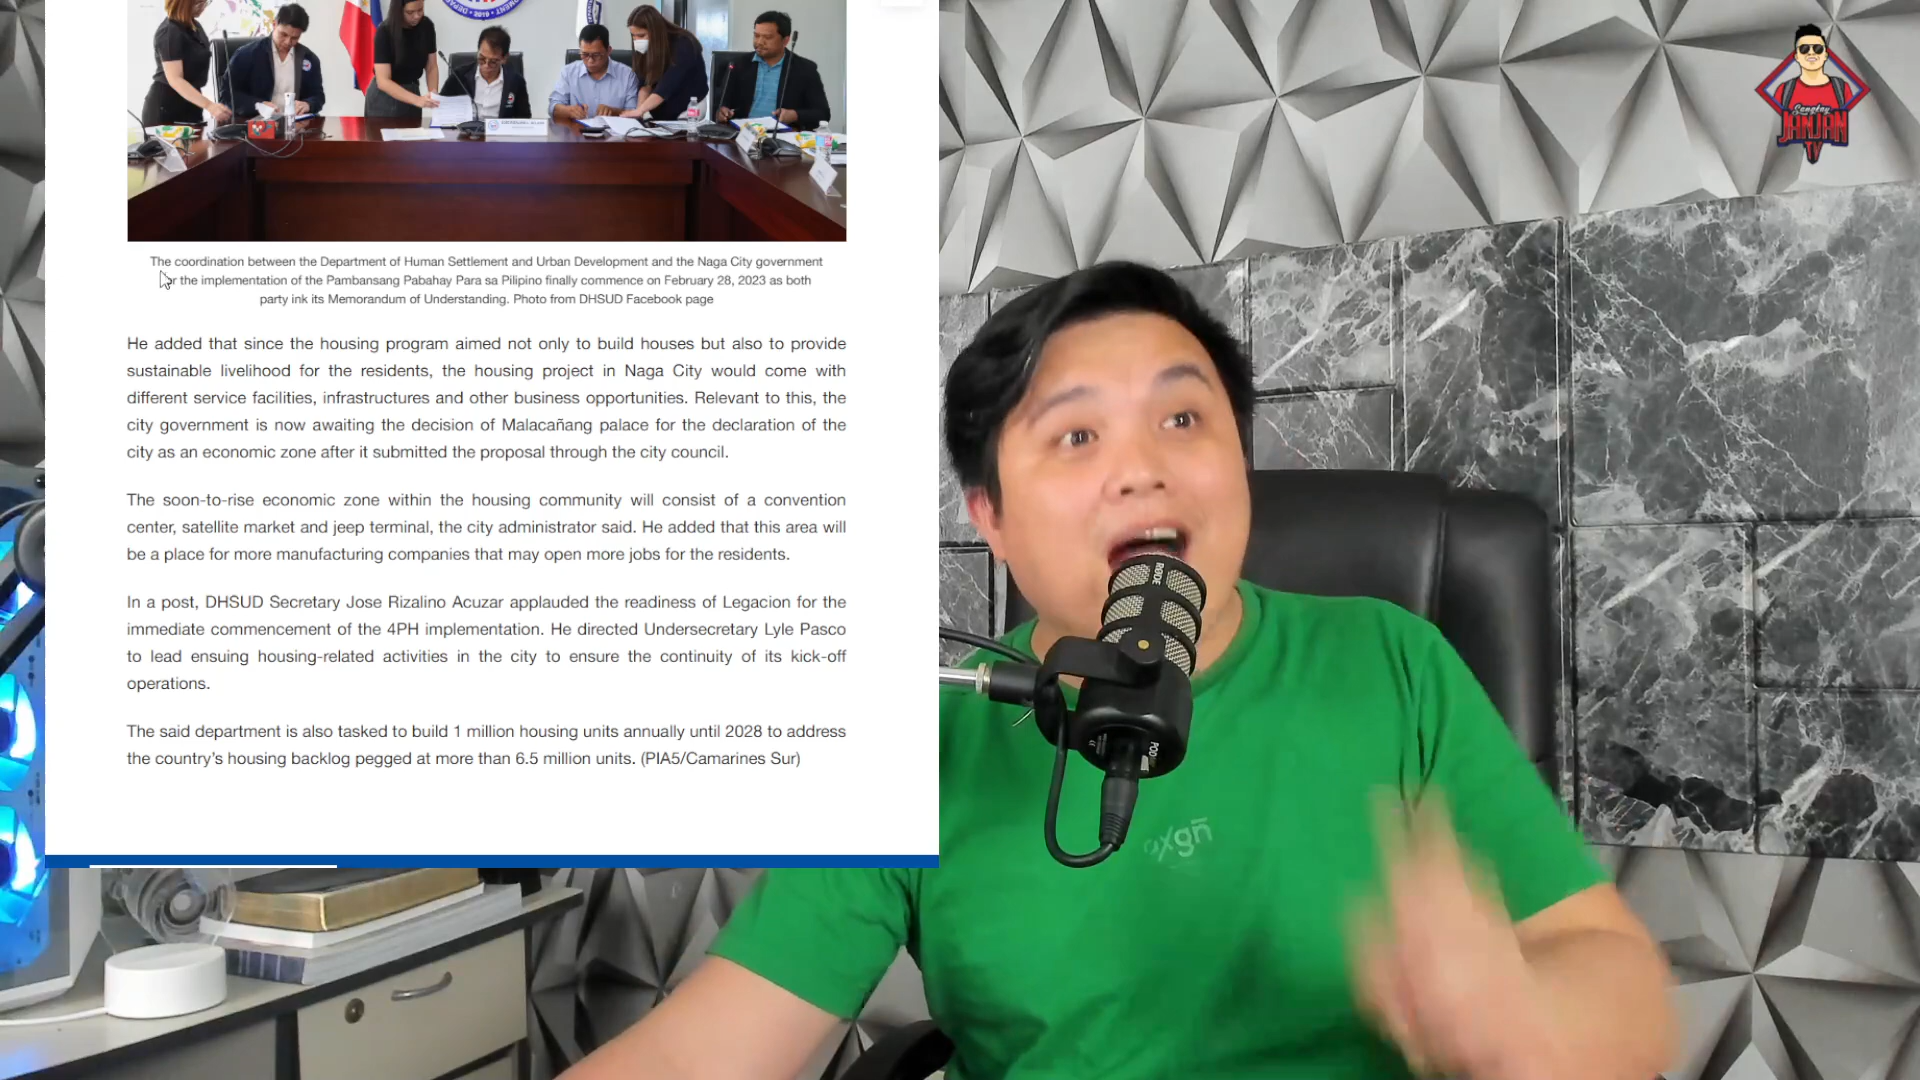 · 2019 ·
The coordination between the Department of Human Settlement and Urban Development and the Naga City government
for the implementation of the Pambansang Pabahay Para sa Pilipino finally commence on February 28, 2023 as both
party ink its Memorandum of Understanding. Photo from DHSUD Facebook page
He added that since the housing program aimed not only to build houses but also to provide
sustainable livelihood for the residents, the housing project in Naga City would come with
different service facilities, infrastructures and other business opportunities. Relevant to this, the
city government is now awaiting the decision of Malacañang palace for the declaration of the
city as an economic zone after it submitted the proposal through the city council.
The soon-to-rise economic zone within the housing community will consist of a convention
center, satellite market and jeep terminal, the city administrator said. He added that this area will
be a place for more manufacturing companies that may open more jobs for the residents.
In a post, DHSUD Secretary Jose Rizalino Acuzar applauded the readiness of Legacion for the
immediate commencement of the 4PH implementation. He directed Undersecretary Lyle Pasco
to lead ensuing housing-related activities in the city to ensure the continuity of its kick-off
operations.
The said department is also tasked to build 1 million housing units annually until 2028 to address
the country's housing backlog pegged at more than 6.5 million units. (PIA5/Camarines Sur)
Sangkay
JANJAN
TV
RØDE
POD
oxgn